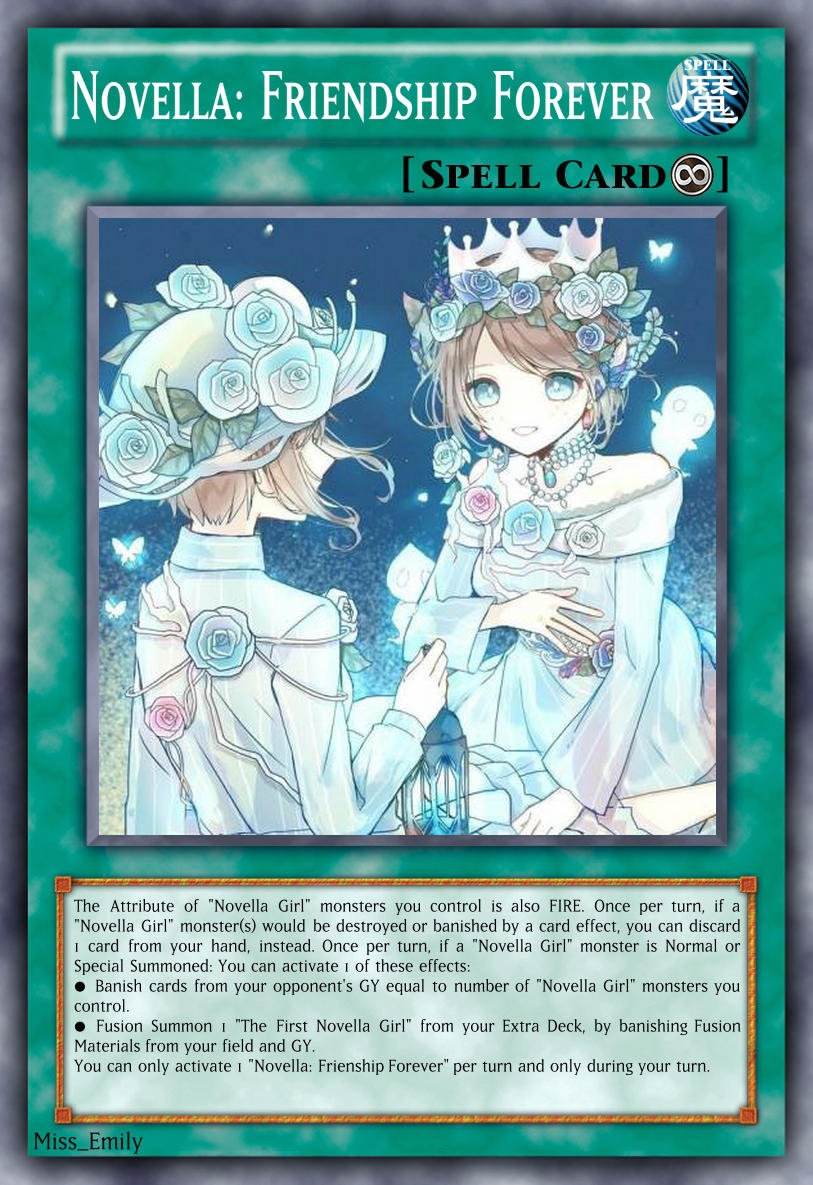 Novella: Friendship Forever
SPELL
魔
[Spell Card]
The Attribute of "Novella Girl" monsters you control is also FIRE. Once per turn, if a
"Novella Girl" monster(s) would be destroyed or banished by a card effect, you can discard
1 card from your hand, instead. Once per turn, if a "Novella Girl" monster is Normal or
Special Summoned: You can activate 1 of these effects:
● Banish cards from your opponent's GY equal to number of "Novella Girl" monsters you
control.
● Fusion Summon 1 "The First Novella Girl" from your Extra Deck, by banishing Fusion
Materials from your field and GY.
You can only activate 1 "Novella: Frienship Forever" per turn and only during your turn.
Miss_Emily